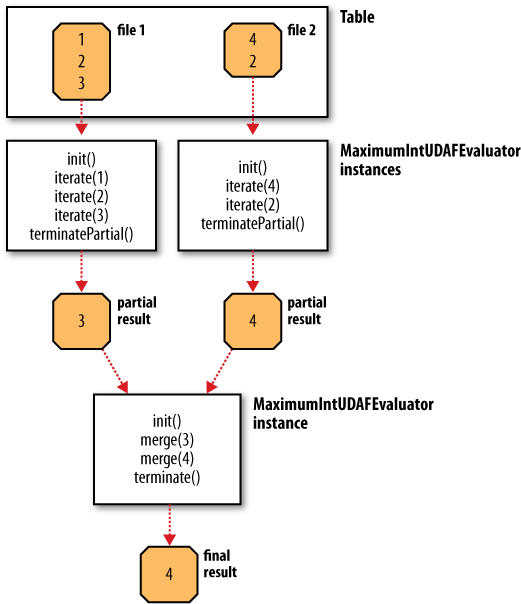 Table
file 1
1
2
3
file 2
4
2
MaximumIntUDAFEvaluator
instances
init()
iterate(1)
iterate(2)
iterate(3)
terminatePartial()
init()
iterate(4)
iterate(2)
terminatePartial()
3
partial
result
4
partial
result
MaximumIntUDAFEvaluator
instance
init()
merge(3)
merge(4)
terminate()
4
final
result